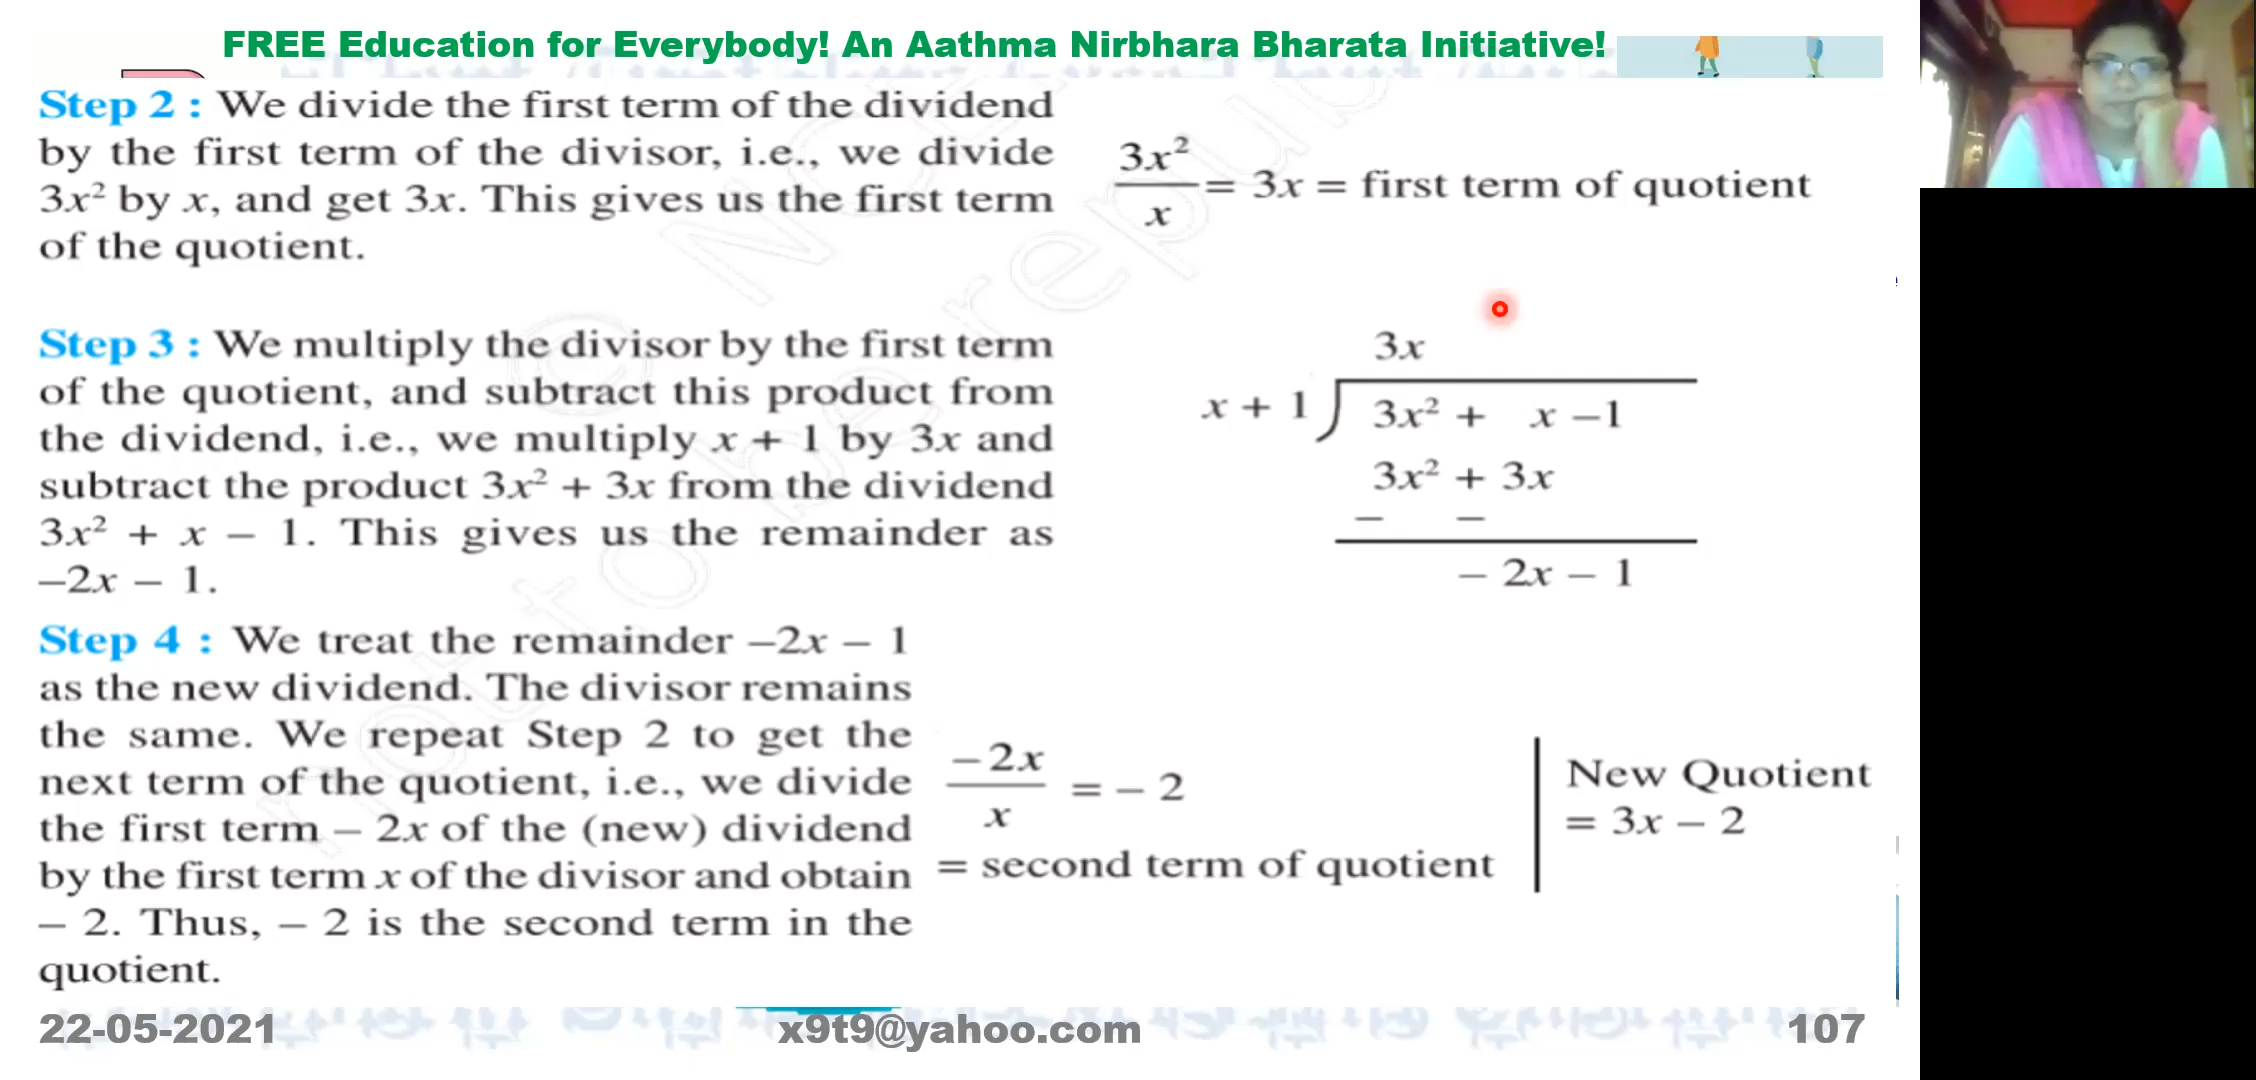 FREE Education for Everybody! An Aathma Nirbhara Bharata Initiative!
Step 2 : We divide the first term of the dividend
by the first term of the divisor, i.e., we divide
3x² by x, and get 3x. This gives us the first term
of the quotient.
3x²
x
= 3x = first term of quotient
Step 3 : We multiply the divisor by the first term
of the quotient, and subtract this product from
the dividend, i.e., we multiply x + 1 by 3x and
subtract the product 3x² + 3x from the dividend
3x² + x – 1. This gives us the remainder as
–2x – 1.
3x
x + 1
3x² + x –1
3x² + 3x
– –
– 2x – 1
Step 4 : We treat the remainder –2x – 1
as the new dividend. The divisor remains
the same. We repeat Step 2 to get the
next term of the quotient, i.e., we divide
the first term – 2x of the (new) dividend
by the first term x of the divisor and obtain
– 2. Thus, – 2 is the second term in the
quotient.
– 2x
x
= – 2
= second term of quotient
New Quotient
= 3x – 2
22-05-2021
x9t9@yahoo.com
107